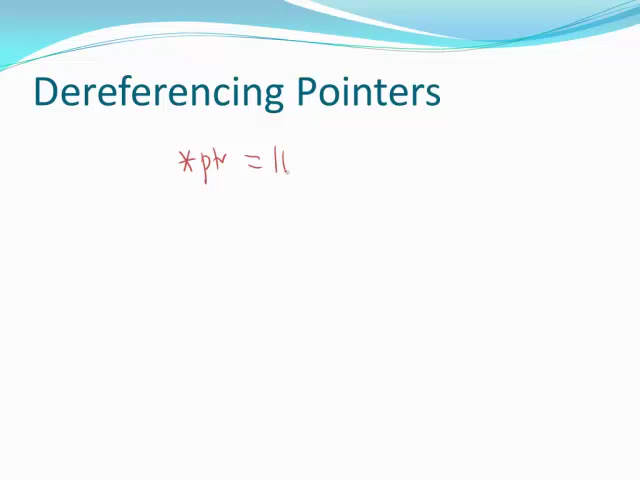 Dereferencing Pointers
*ptr = 11